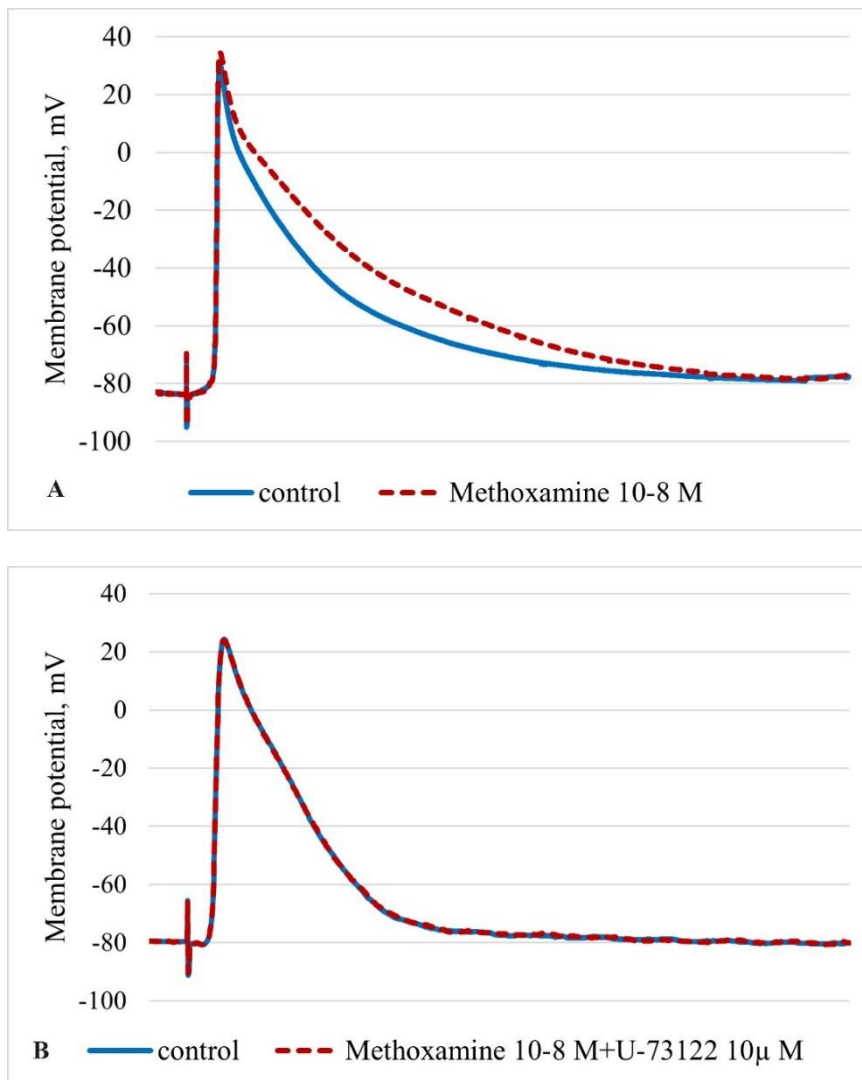 40
20
0
-20
-40
-60
-80
-100
Membrane potential, mV
A
control
Methoxamine 10-8 M
40
20
0
-20
-40
-60
-80
-100
Membrane potential, mV
B
control
Methoxamine 10-8 M+U-73122 10µ M